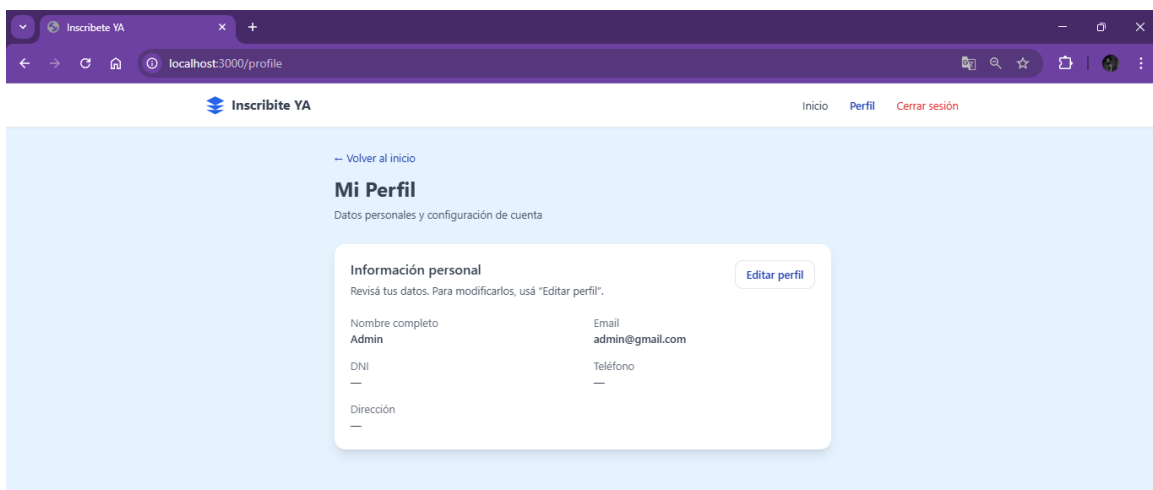 Inscribete YA
localhost:3000/profile
Inscribite YA
Inicio Perfil Cerrar sesión
← Volver al inicio
Mi Perfil
Datos personales y configuración de cuenta
Información personal
Editar perfil
Revisá tus datos. Para modificarlos, usá “Editar perfil”.
Nombre completo Email
Admin admin@gmail.com
DNI Teléfono
— —
Dirección
—